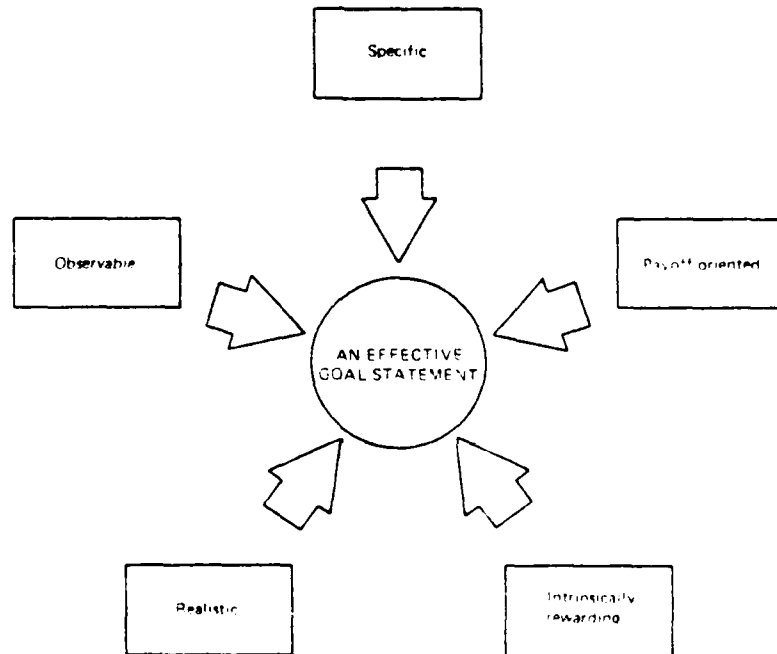 Specific
Observable
Payoff oriented
AN EFFECTIVE
GOAL STATEMENT
Realistic
Intrinsically
rewarding